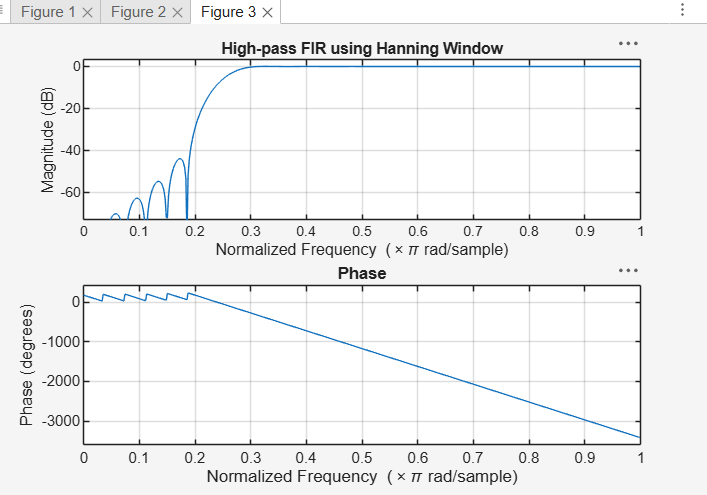 Figure 1 × Figure 2 × Figure 3 ×
High-pass FIR using Hanning Window
0
-20
-40
-60
Magnitude (dB)
0 0.1 0.2 0.3 0.4 0.5 0.6 0.7 0.8 0.9 1
Normalized Frequency (× π rad/sample)
Phase
0
-1000
-2000
-3000
Phase (degrees)
0 0.1 0.2 0.3 0.4 0.5 0.6 0.7 0.8 0.9 1
Normalized Frequency (× π rad/sample)